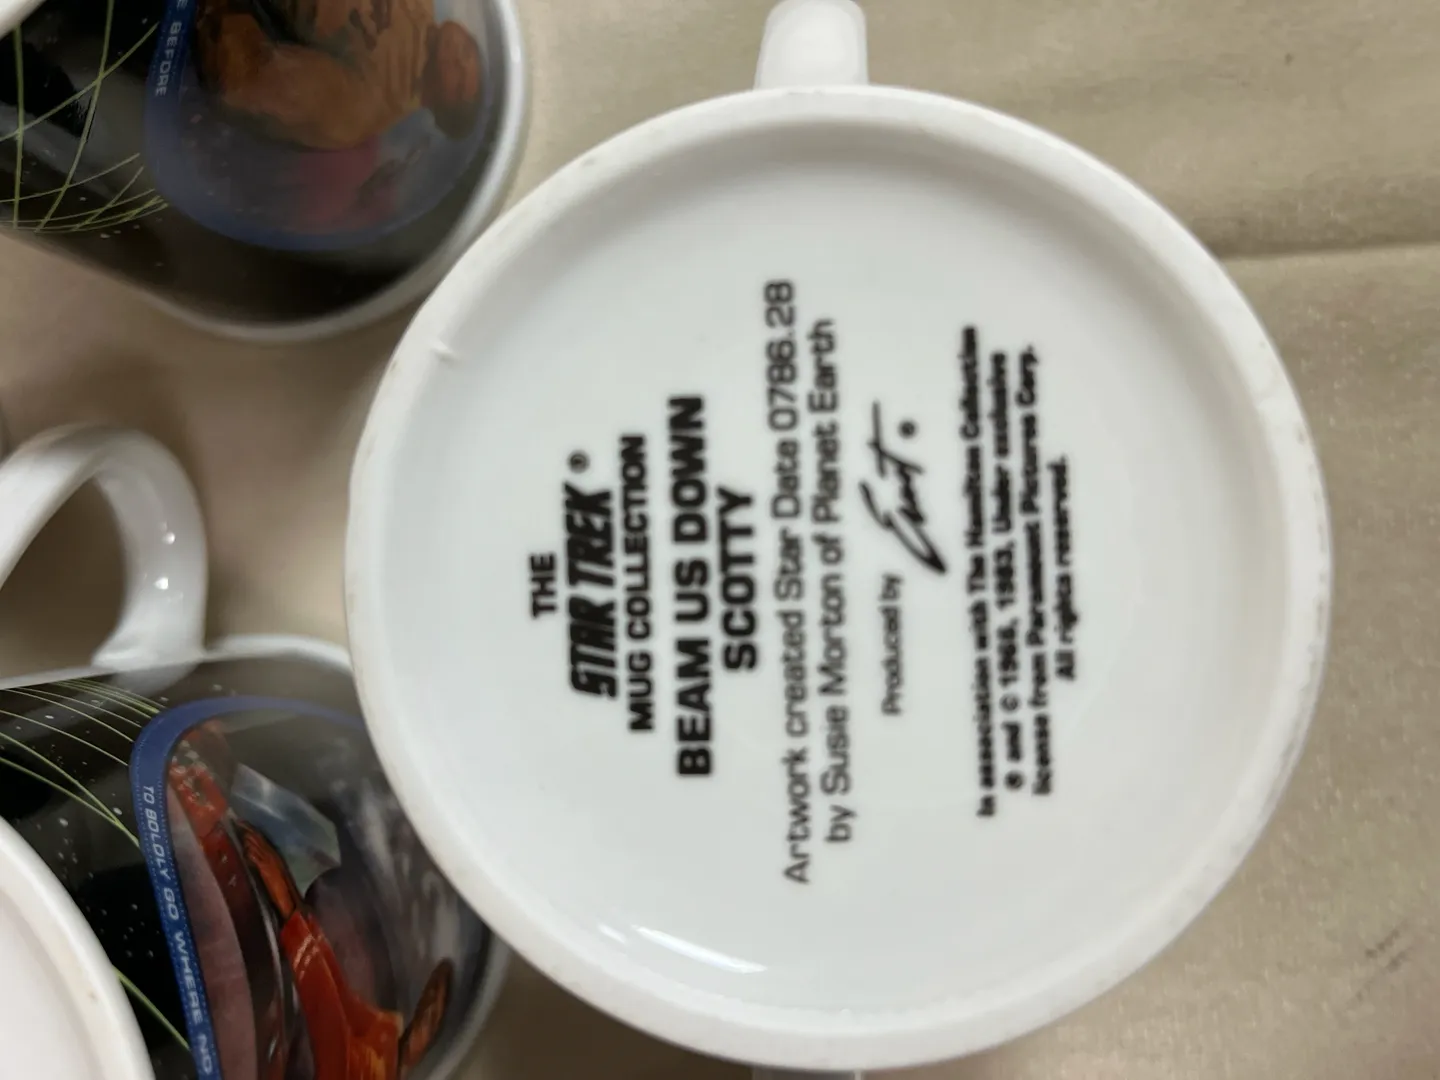 THE
STAR TREK ®
MUG COLLECTION
BEAM US DOWN
SCOTTY
Artwork created Star Date 0786.28
by Susie Morton of Planet Earth
Produced by Ernst ®
In association with The Hamilton Collection
® and © 1966, 1983, Under exclusive
license from Paramount Pictures Corp.
All rights reserved.
E BEFORE
TO BOLDLY GO WHERE NO